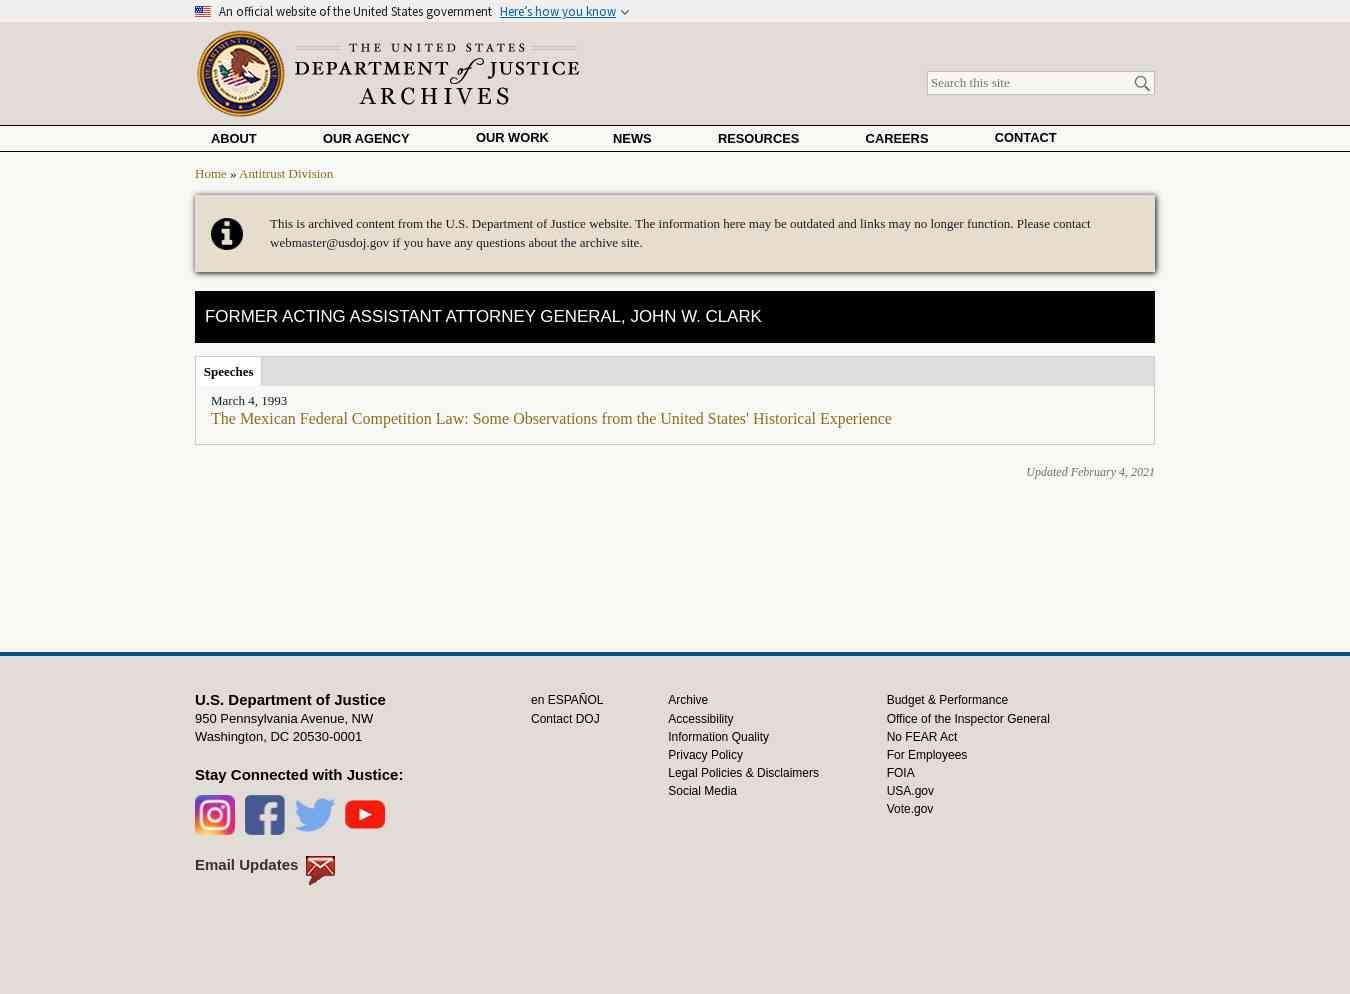 An official website of the United States government Here's how you know
THE UNITED STATES
DEPARTMENT of JUSTICE
ARCHIVES
Search this site
ABOUT OUR AGENCY OUR WORK NEWS RESOURCES CAREERS CONTACT
Home » Antitrust Division
This is archived content from the U.S. Department of Justice website. The information here may be outdated and links may no longer function. Please contact
webmaster@usdoj.gov if you have any questions about the archive site.
FORMER ACTING ASSISTANT ATTORNEY GENERAL, JOHN W. CLARK
Speeches
March 4, 1993
The Mexican Federal Competition Law: Some Observations from the United States' Historical Experience
Updated February 4, 2021
U.S. Department of Justice
950 Pennsylvania Avenue, NW
Washington, DC 20530-0001
Stay Connected with Justice:
Email Updates
en ESPAÑOL
Contact DOJ
Archive
Accessibility
Information Quality
Privacy Policy
Legal Policies & Disclaimers
Social Media
Budget & Performance
Office of the Inspector General
No FEAR Act
For Employees
FOIA
USA.gov
Vote.gov